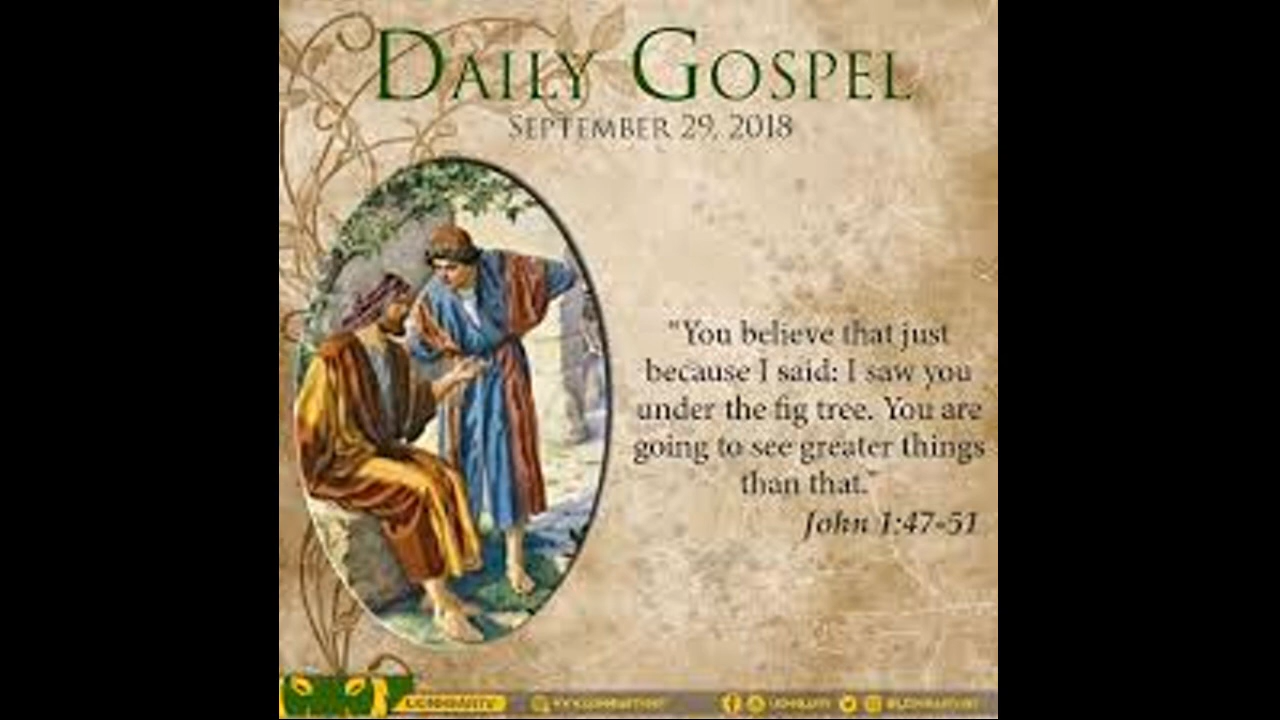 DAILY GOSPEL
SEPTEMBER 29, 2018
"You believe that just
because I said: I saw you
under the fig tree. You are
going to see greater things
than that."
John 1:47-51